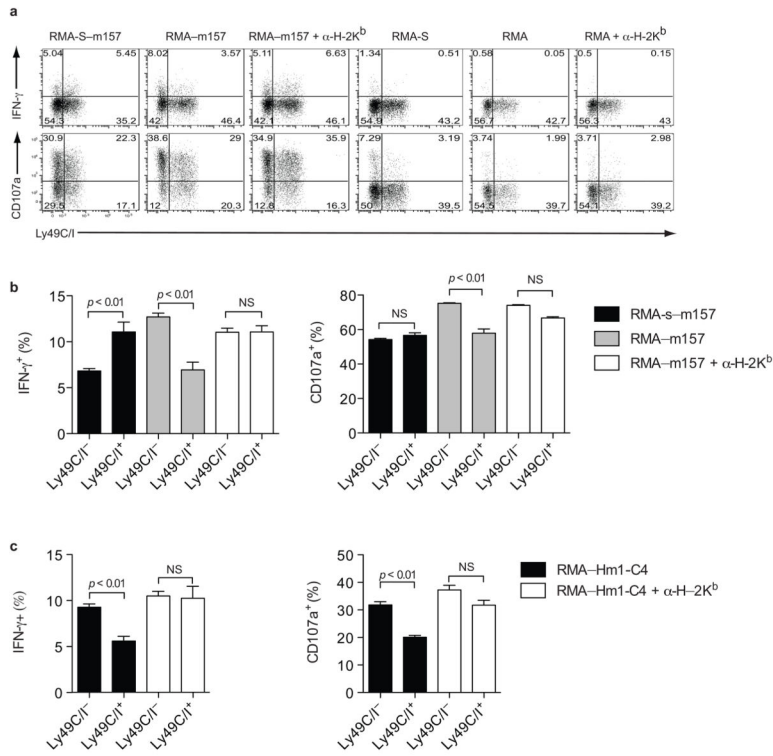 a
RMA-S–m157 RMA–m157 RMA–m157 + α-H-2Kᵇ RMA-S RMA RMA + α-H-2Kᵇ
IFN-γ
5.04 5.45 8.02 3.57 5.11 6.63 1.34 0.51 0.58 0.05 0.5 0.15
54.3 35.2 42 46.4 42.1 46.1 54.9 43.2 56.7 42.7 56.3 43
CD107a
30.9 22.3 38.6 29 34.9 35.9 7.29 3.19 3.74 1.99 3.71 2.98
29.5 17.1 12 20.3 12.8 16.3 50 39.5 54.5 39.7 54.1 39.2
Ly49C/I
b
IFN-γ⁺ (%)
15
10
5
0
p < 0.01 p < 0.01 NS
Ly49C/I⁻ Ly49C/I⁺ Ly49C/I⁻ Ly49C/I⁺ Ly49C/I⁻ Ly49C/I⁺
CD107a⁺ (%)
80
60
40
20
0
NS p < 0.01 NS
Ly49C/I⁻ Ly49C/I⁺ Ly49C/I⁻ Ly49C/I⁺ Ly49C/I⁻ Ly49C/I⁺
RMA-s–m157
RMA–m157
RMA–m157 + α-H-2Kᵇ
c
IFN-γ+ (%)
15
10
5
0
p < 0.01 NS
Ly49C/I⁻ Ly49C/I⁺ Ly49C/I⁻ Ly49C/I⁺
CD107a⁺ (%)
50
40
30
20
10
0
p < 0.01 NS
Ly49C/I⁻ Ly49C/I⁺ Ly49C/I⁻ Ly49C/I⁺
RMA–Hm1-C4
RMA–Hm1-C4 + α-H–2Kᵇ